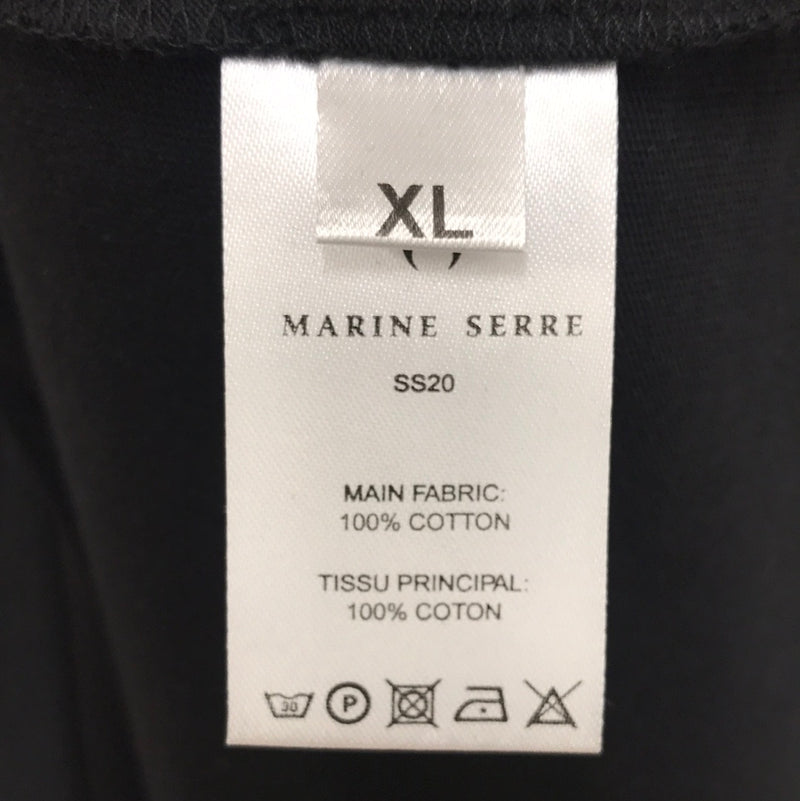 XL
MARINE SERRE
SS20
MAIN FABRIC:
100% COTTON
TISSU PRINCIPAL:
100% COTON
30 P